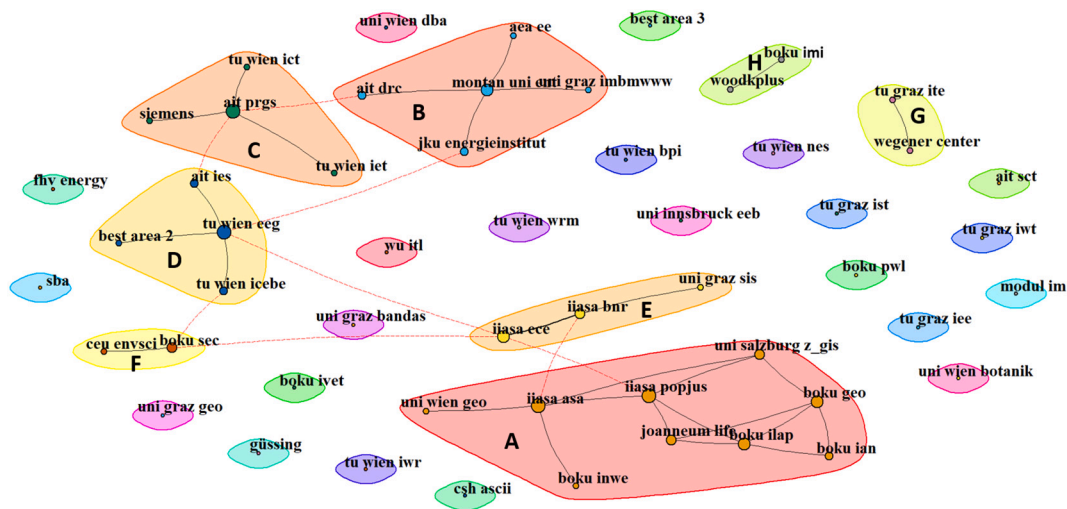 uni wien dba
aea ee
best area 3
tu wien ict
boku imi
H
ait drc
montan uni
uni graz imbmwww
woodkplus
siemens
ait prgs
B
tu graz ite
G
jku energieinstitut
wegener center
C
tu wien iet
tu wien bpi
tu wien nes
fhv energy
ait ies
ait sct
tu wien eeg
tu wien wrm
uni innsbruck eeb
tu graz ist
best area 2
wu itl
tu graz iwt
D
sba
tu wien icebe
uni graz sis
boku pwl
modul im
iiasa bnr
E
uni graz bandas
iiasa ece
tu graz iee
ceu envsci
boku sec
F
uni salzburg z_gis
boku ivet
uni wien geo
iiasa asa
iiasa popjus
boku geo
uni wien botanik
uni graz geo
A
joanneum life
boku ilap
boku ian
güssing
tu wien iwr
boku inwe
csh ascii